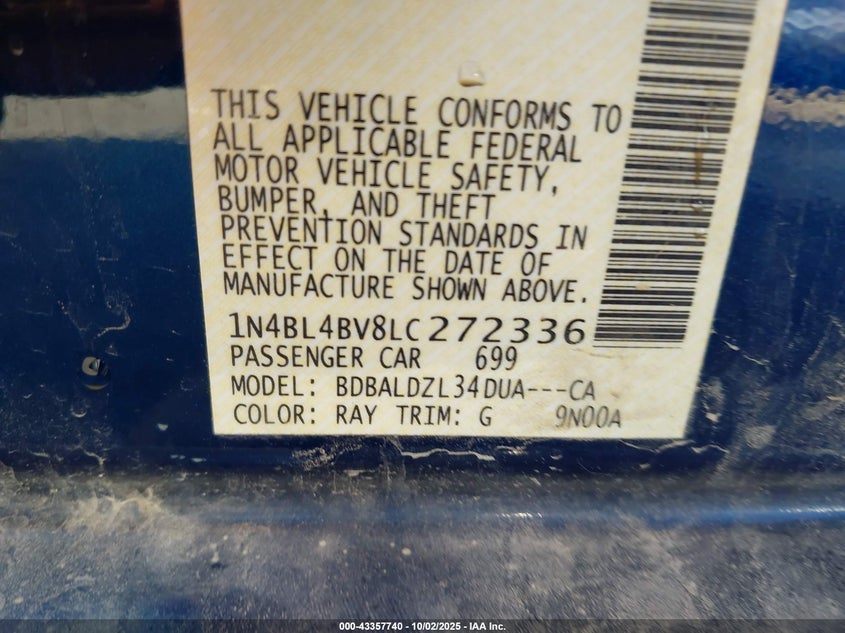 THIS VEHICLE CONFORMS TO
ALL APPLICABLE FEDERAL
MOTOR VEHICLE SAFETY,
BUMPER, AND THEFT
PREVENTION STANDARDS IN
EFFECT ON THE DATE OF
MANUFACTURE SHOWN ABOVE.
1N4BL4BV8LC272336
PASSENGER CAR 699
MODEL: BDBALDZL34DUA---CA
COLOR: RAY TRIM: G 9N00A
000-43357740 - 10/02/2025 - IAA Inc.